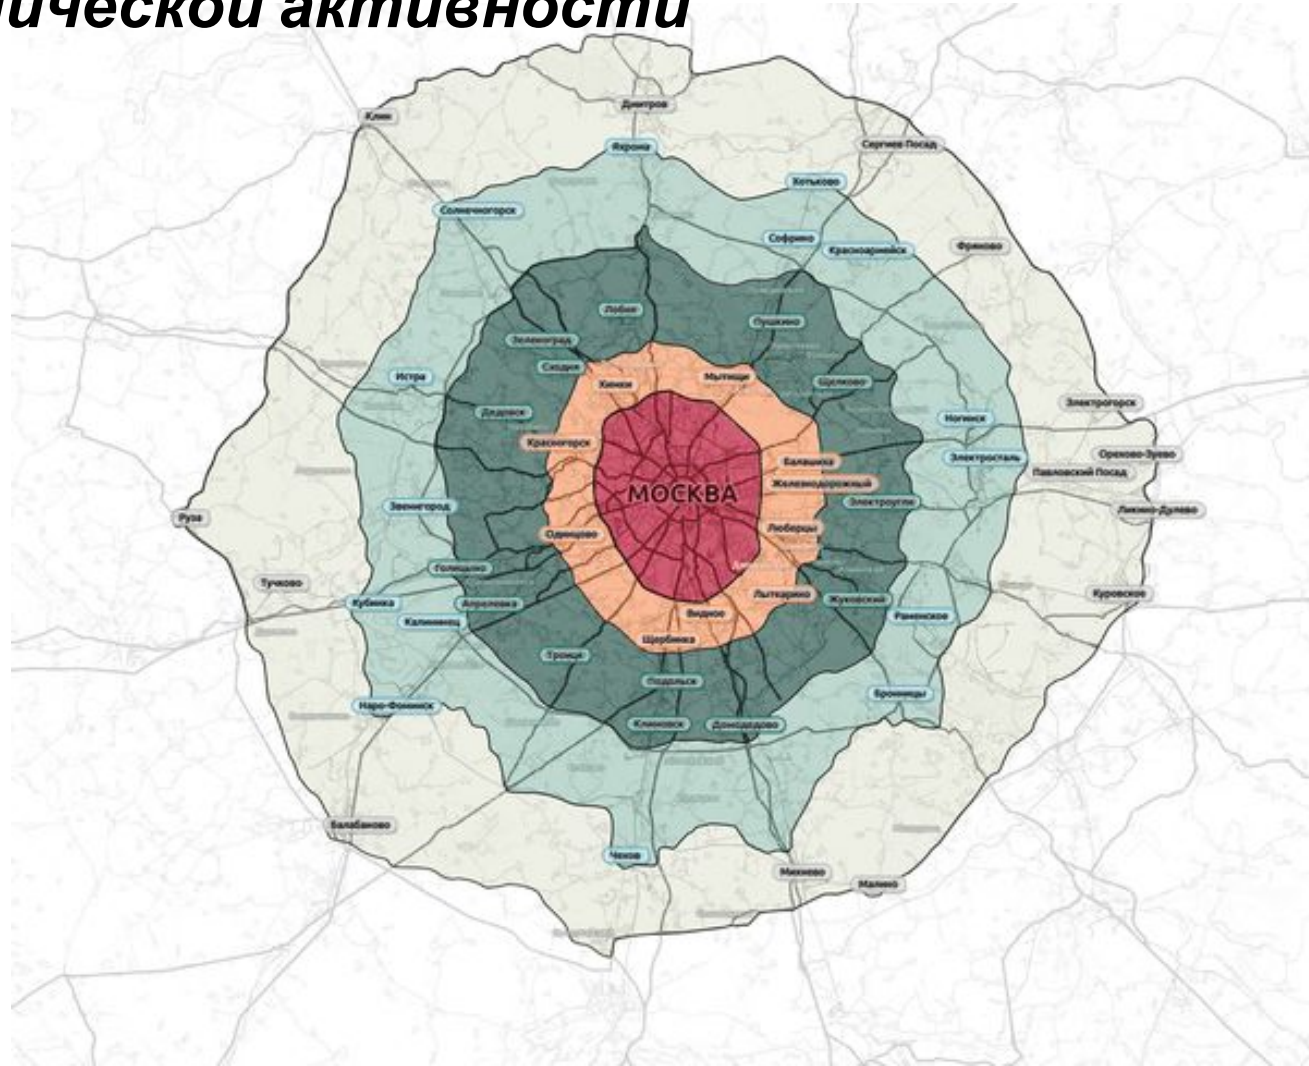 ической активности
Дмитров
Клин
Сергиев Посад
Яхрома
Хотьково
Солнечногорск
Софрино
Красноармейск
Фряново
Лобня
Пушкино
Зеленоград
Сходня
Истра
Химки
Мытищи
Щелково
Электрогорск
Дедовск
Ногинск
Красногорск
Орехово-Зуево
Балашиха
Электросталь
Павловский Посад
Железнодорожный
МОСКВА
Звенигород
Электроугли
Ликино-Дулево
Руза
Одинцово
Люберцы
Голицыно
Тучково
Лыткарино
Куровское
Кубинка
Апрелевка
Жуковский
Видное
Раменское
Калининец
Щербинка
Троицк
Подольск
Бронницы
Наро-Фоминск
Климовск
Домодедово
Балабаново
Чехов
Михнево
Малино